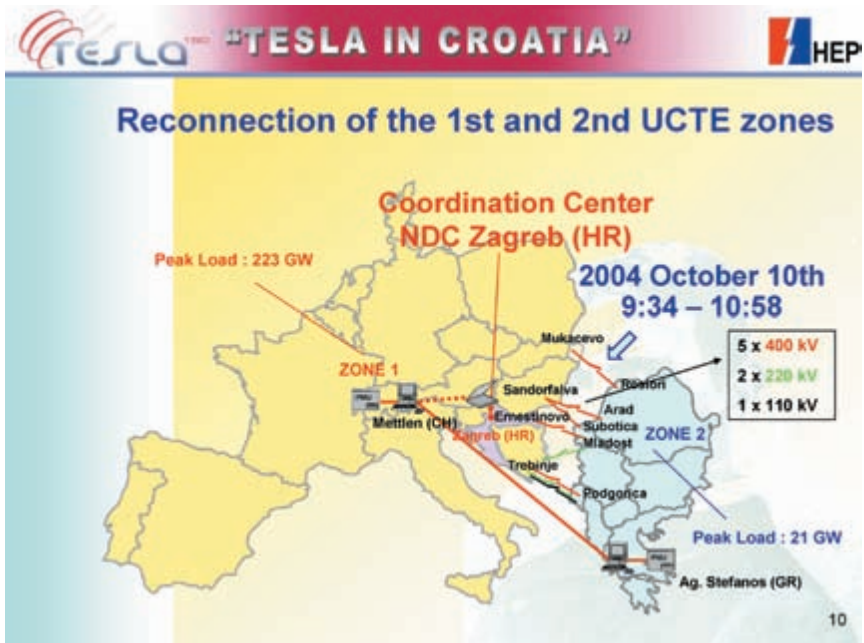 TESLA “TESLA IN CROATIA” HEP
Reconnection of the 1st and 2nd UCTE zones
Coordination Center
NDC Zagreb (HR)
Peak Load : 223 GW
2004 October 10th
9:34 – 10:58
Mukacevo
5 x 400 kV
2 x 220 kV
1 x 110 kV
ZONE 1
Rosiori
Sandorfalva
Arad
Mettlen (CH)
Ernestinovo
Subotica
Zagreb (HR)
Mladost
ZONE 2
Trebinje
Podgorica
Peak Load : 21 GW
Ag. Stefanos (GR)
10